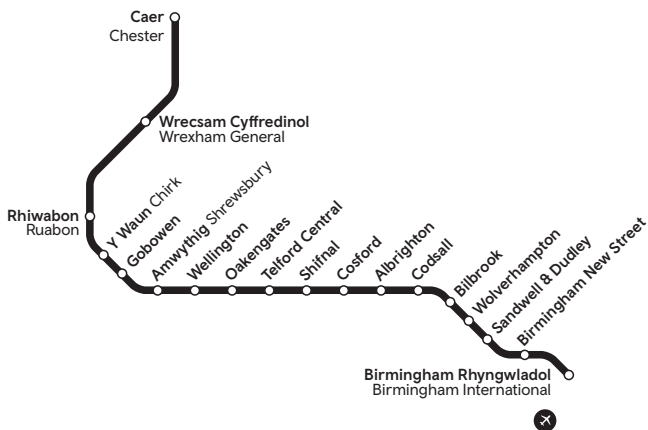 Caer
Chester
Wrecsam Cyffredinol
Wrexham General
Rhiwabon
Ruabon
Y Waun Chirk
Gobowen
Amwythig Shrewsbury
Wellington
Oakengates
Telford Central
Shifnal
Cosford
Albrighton
Codsall
Bilbrook
Wolverhampton
Sandwell & Dudley
Birmingham New Street
Birmingham Rhyngwladol
Birmingham International